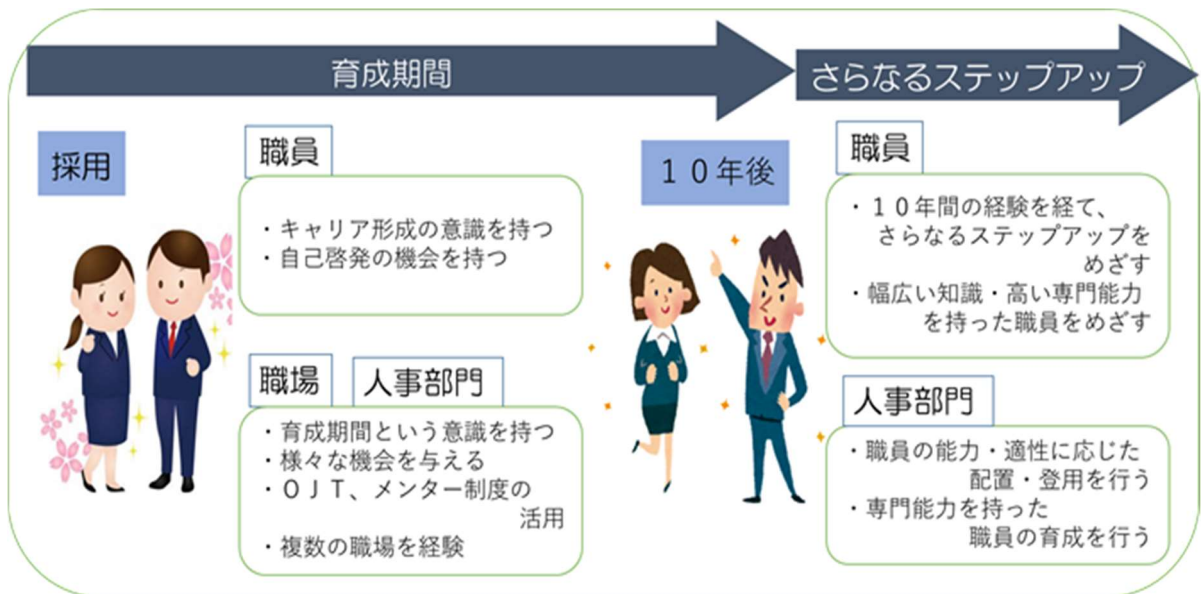 育成期間
さらなるステップアップ
採用
職員
・キャリア形成の意識を持つ
・自己啓発の機会を持つ
職場
人事部門
・育成期間という意識を持つ
・様々な機会を与える
・ＯＪＴ、メンター制度の
活用
・複数の職場を経験
１０年後
職員
・１０年間の経験を経て、
さらなるステップアップを
めざす
・幅広い知識・高い専門能力
を持った職員をめざす
人事部門
・職員の能力・適性に応じた
配置・登用を行う
・専門能力を持った
職員の育成を行う